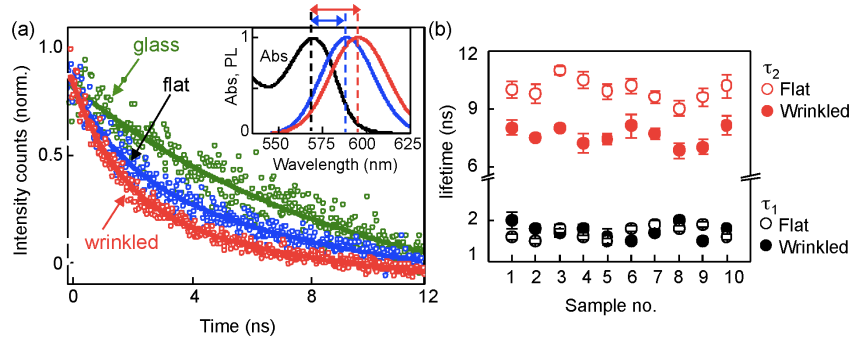 (a)
1.0
0.5
0
Intensity counts (norm.)
glass
flat
wrinkled
0
4
8
12
Time (ns)
Abs
1
0
Abs, PL
550
575
600
625
Wavelength (nm)
(b)
12
9
6
2
1
lifetime (ns)
1 2 3 4 5 6 7 8 9 10
Sample no.
τ2
Flat
Wrinkled
τ1
Flat
Wrinkled